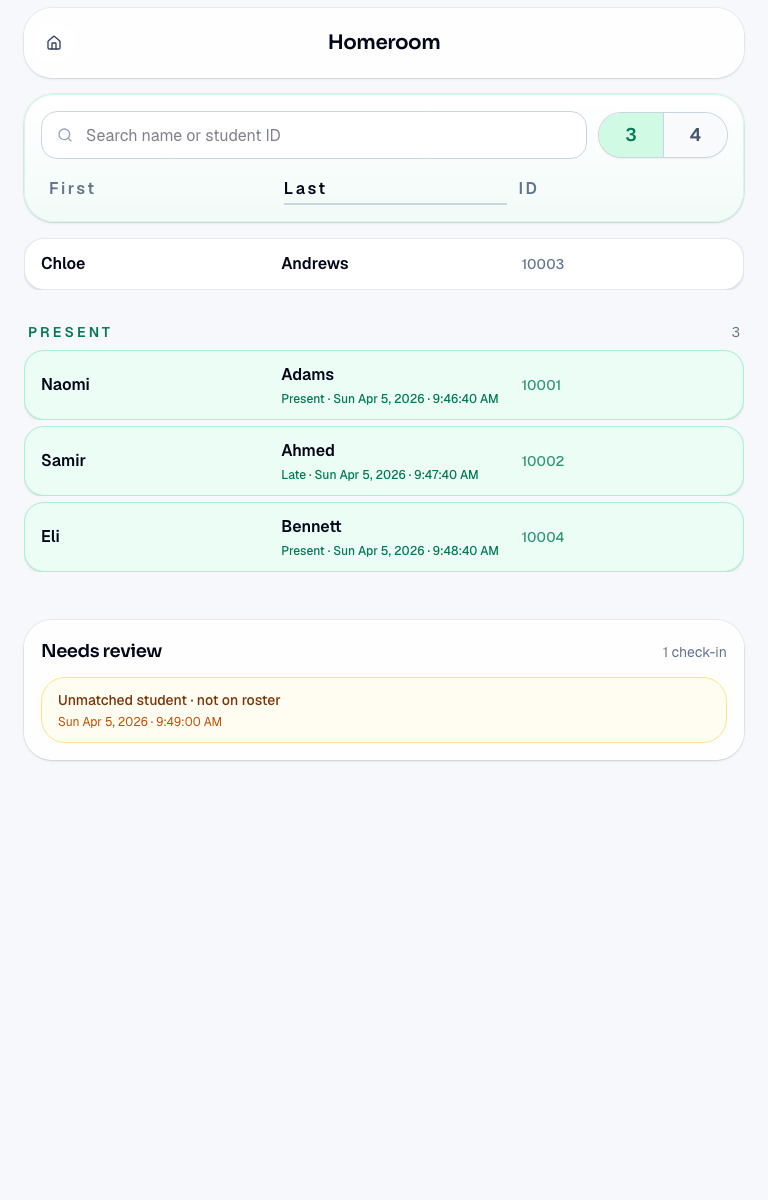 Homeroom
Search name or student ID
3
4
First
Last
ID
Chloe
Andrews
10003
PRESENT
3
Naomi
Adams
Present · Sun Apr 5, 2026 · 9:46:40 AM
10001
Samir
Ahmed
Late · Sun Apr 5, 2026 · 9:47:40 AM
10002
Eli
Bennett
Present · Sun Apr 5, 2026 · 9:48:40 AM
10004
Needs review
1 check-in
Unmatched student · not on roster
Sun Apr 5, 2026 · 9:49:00 AM